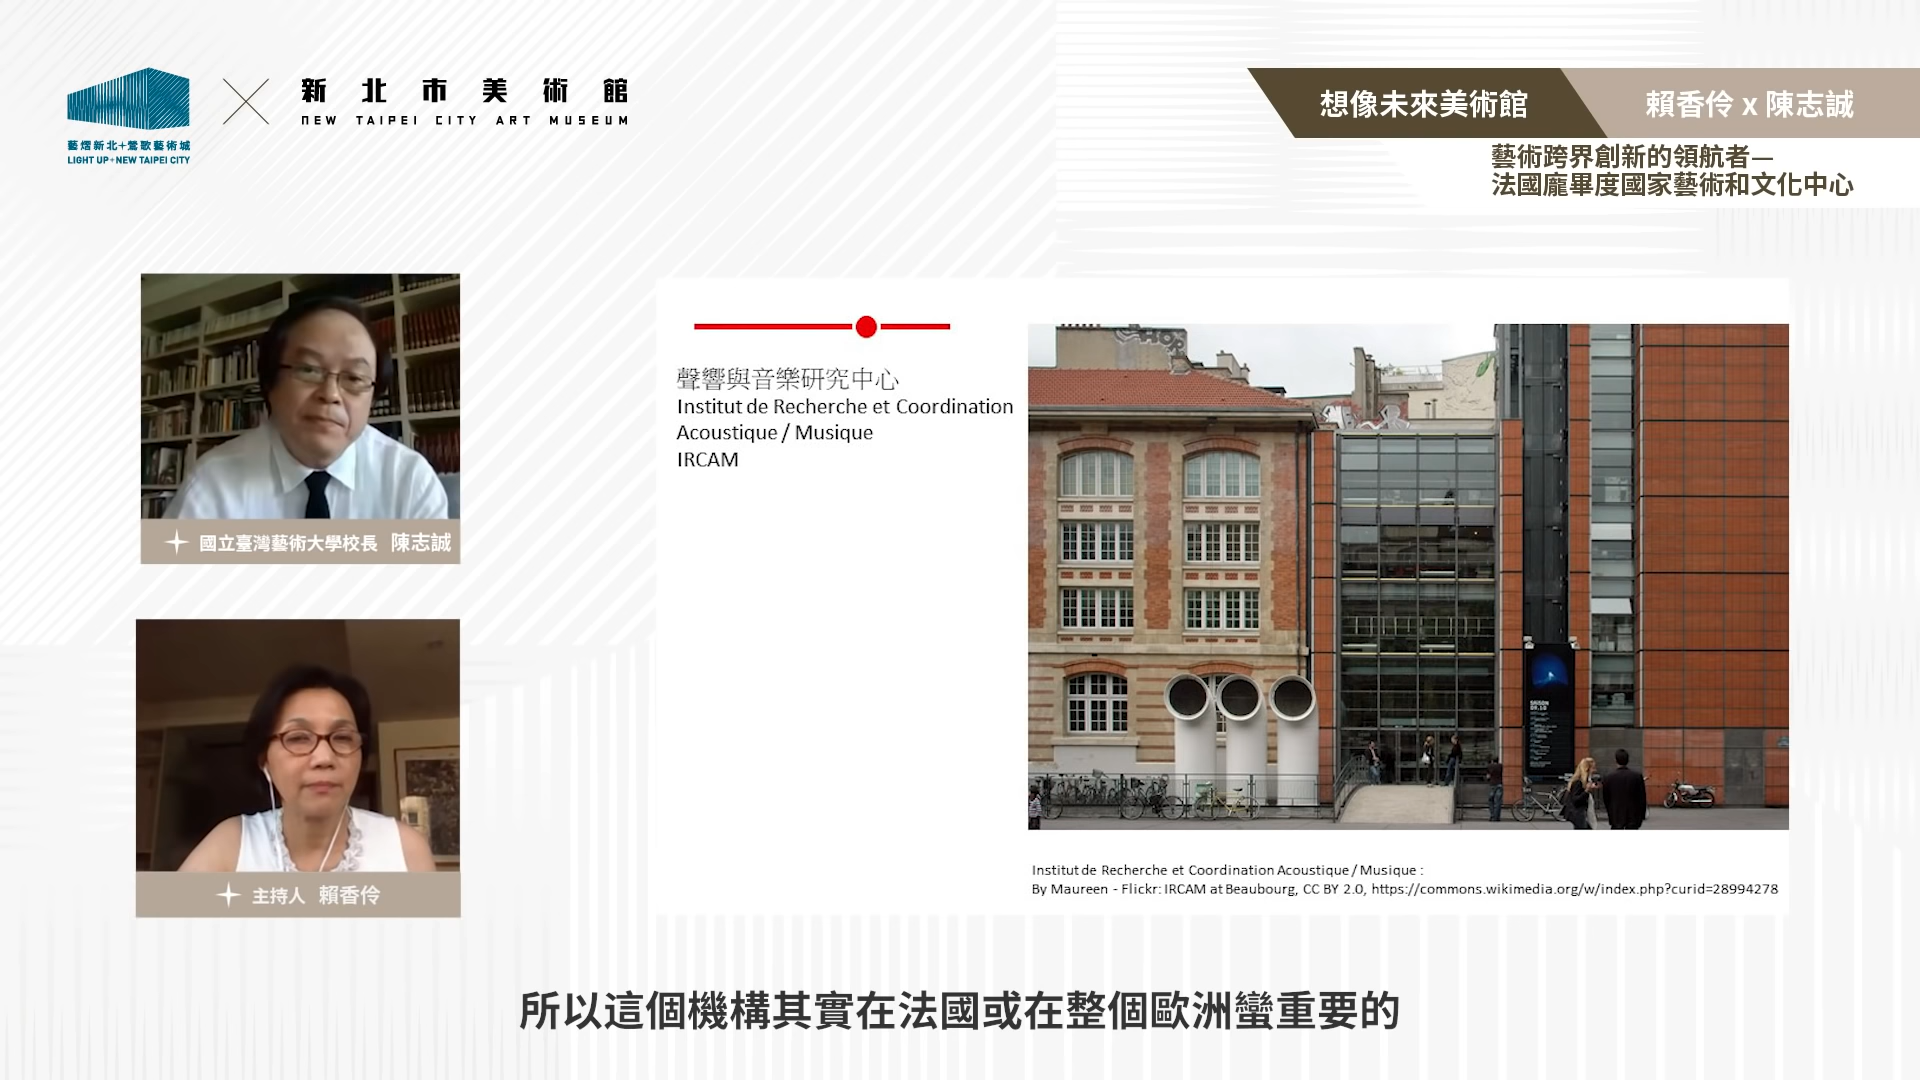 藝熠新北+鶯歌藝術城
LIGHT UP+NEW TAIPEI CITY
新北市美術館
NEW TAIPEI CITY ART MUSEUM
想像未來美術館
賴香伶 x 陳志誠
藝術跨界創新的領航者—
法國龐畢度國家藝術和文化中心
國立臺灣藝術大學校長 陳志誠
主持人 賴香伶
聲響與音樂研究中心
Institut de Recherche et Coordination
Acoustique / Musique
IRCAM
SAISON
09.10
Institut de Recherche et Coordination Acoustique / Musique :
By Maureen - Flickr: IRCAM at Beaubourg, CC BY 2.0, https://commons.wikimedia.org/w/index.php?curid=28994278
所以這個機構其實在法國或在整個歐洲蠻重要的